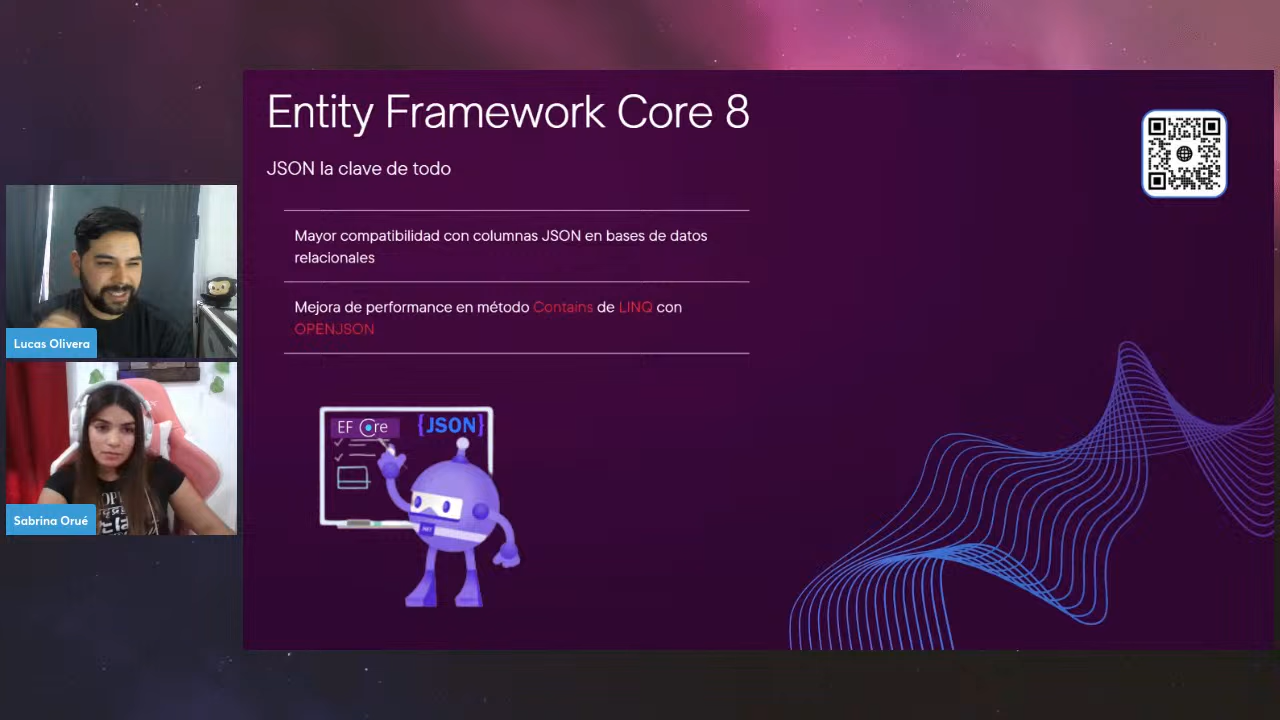 Entity Framework Core 8
JSON la clave de todo
Mayor compatibilidad con columnas JSON en bases de datos
relacionales
Mejora de performance en método Contains de LINQ con
OPENJSON
Lucas Olivera
Sabrina Orué
EF Core
{JSON}
.NET